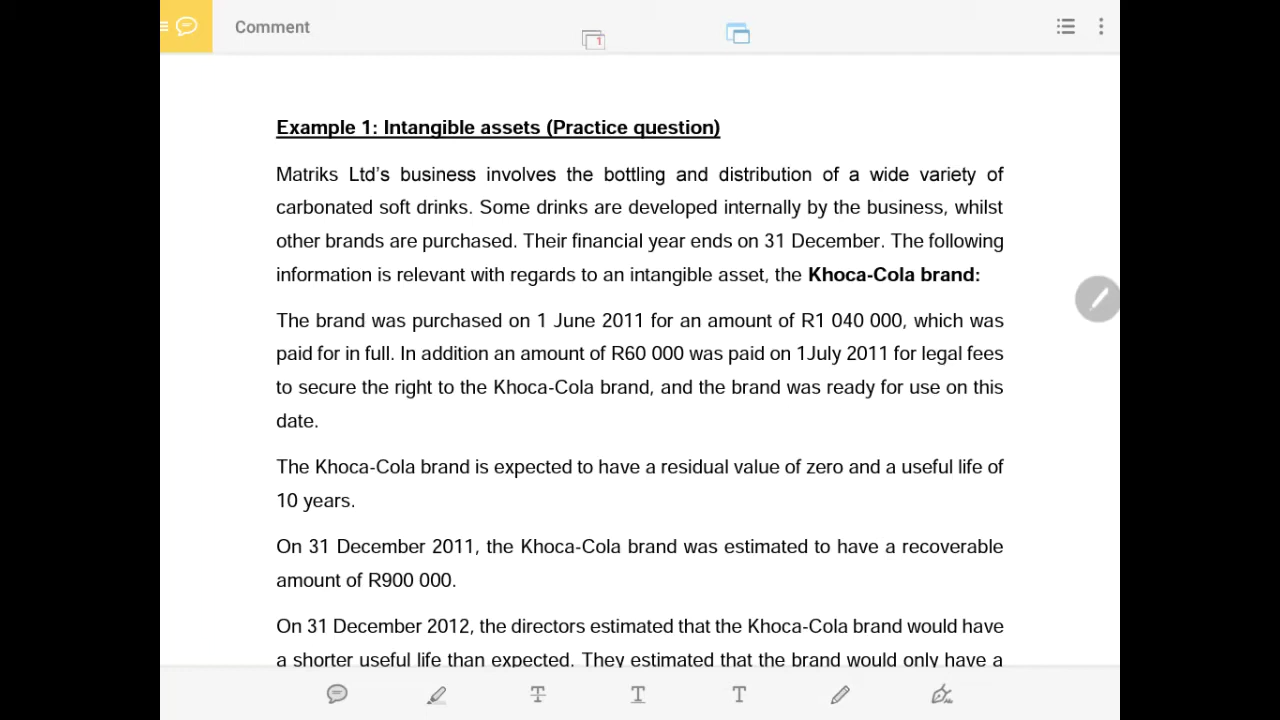 Comment
1
Example 1: Intangible assets (Practice question)
Matriks Ltd's business involves the bottling and distribution of a wide variety of
carbonated soft drinks. Some drinks are developed internally by the business, whilst
other brands are purchased. Their financial year ends on 31 December. The following
information is relevant with regards to an intangible asset, the Khoca-Cola brand:
The brand was purchased on 1 June 2011 for an amount of R1 040 000, which was
paid for in full. In addition an amount of R60 000 was paid on 1July 2011 for legal fees
to secure the right to the Khoca-Cola brand, and the brand was ready for use on this
date.
The Khoca-Cola brand is expected to have a residual value of zero and a useful life of
10 years.
On 31 December 2011, the Khoca-Cola brand was estimated to have a recoverable
amount of R900 000.
On 31 December 2012, the directors estimated that the Khoca-Cola brand would have
a shorter useful life than expected. They estimated that the brand would only have a
T T T